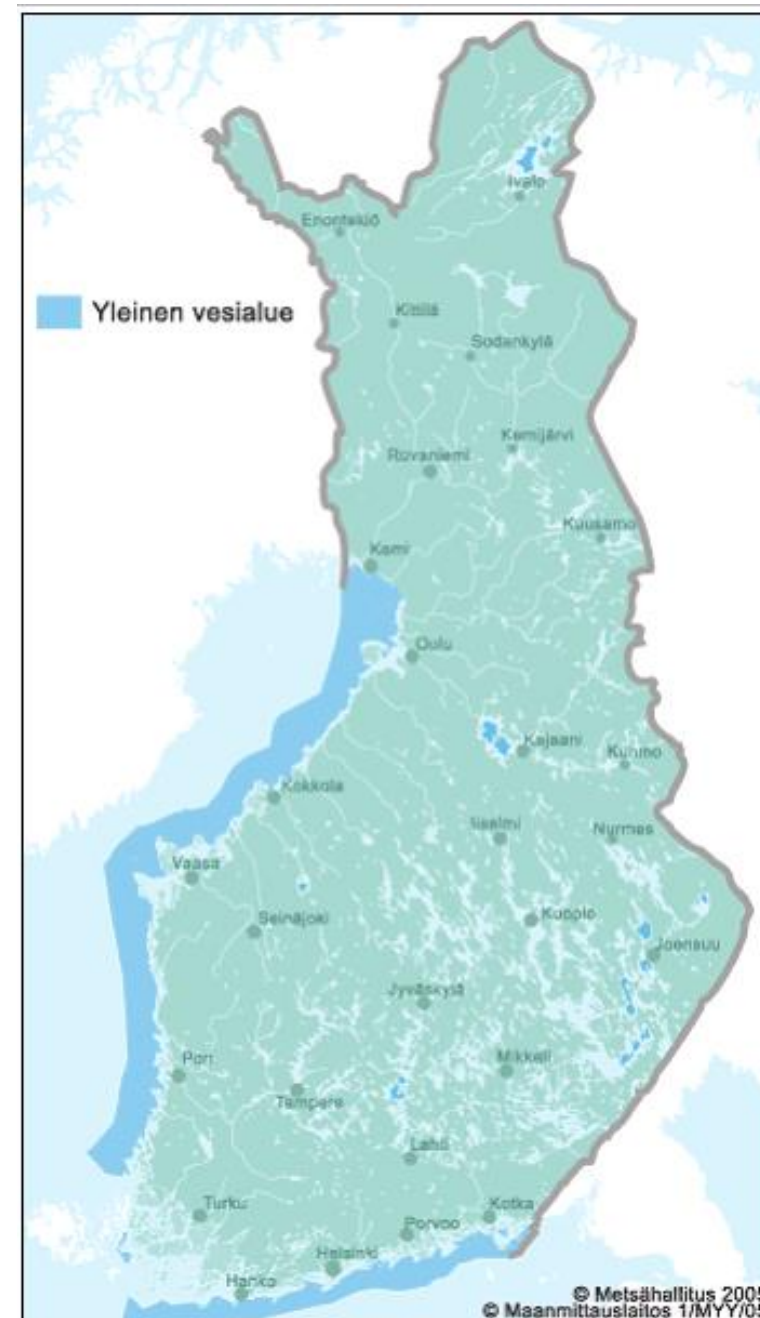 Ivalo
Enontekiö
Yleinen vesialue
Kittilä
Sodankylä
Kemijärvi
Rovaniemi
Kuusamo
Kemi
Oulu
Kajaani
Kuhmo
Kokkola
Iisalmi
Nurmes
Vaasa
Kuopio
Seinäjoki
Joensuu
Jyväskylä
Pori
Mikkeli
Tampere
Lahti
Turku
Kotka
Porvoo
Helsinki
Hanko
© Metsähallitus 2005
© Maanmittauslaitos 1/MYY/05